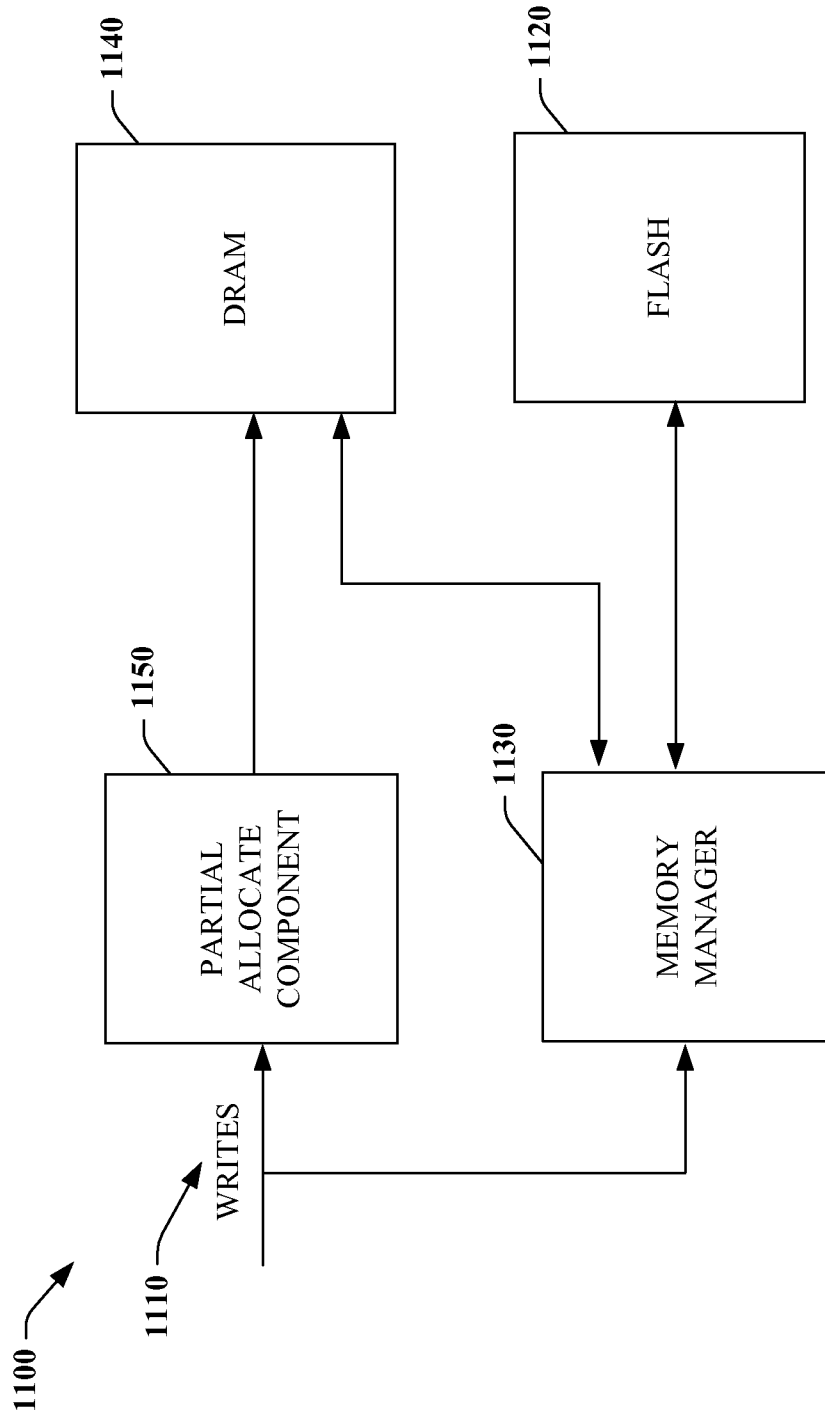 1100
1110
WRITES
PARTIAL
ALLOCATE
COMPONENT
1150
DRAM
1140
MEMORY
MANAGER
1130
FLASH
1120